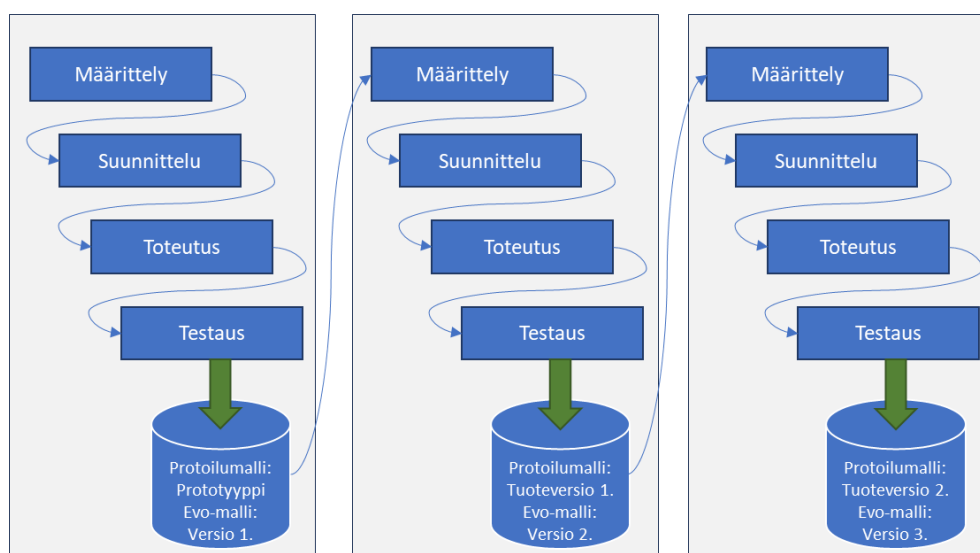 Määrittely
Suunnittelu
Toteutus
Testaus
Protoilumalli:
Prototyyppi
Evo-malli:
Versio 1.
Määrittely
Suunnittelu
Toteutus
Testaus
Protoilumalli:
Tuoteversio 1.
Evo-malli:
Versio 2.
Määrittely
Suunnittelu
Toteutus
Testaus
Protoilumalli:
Tuoteversio 2.
Evo-malli:
Versio 3.